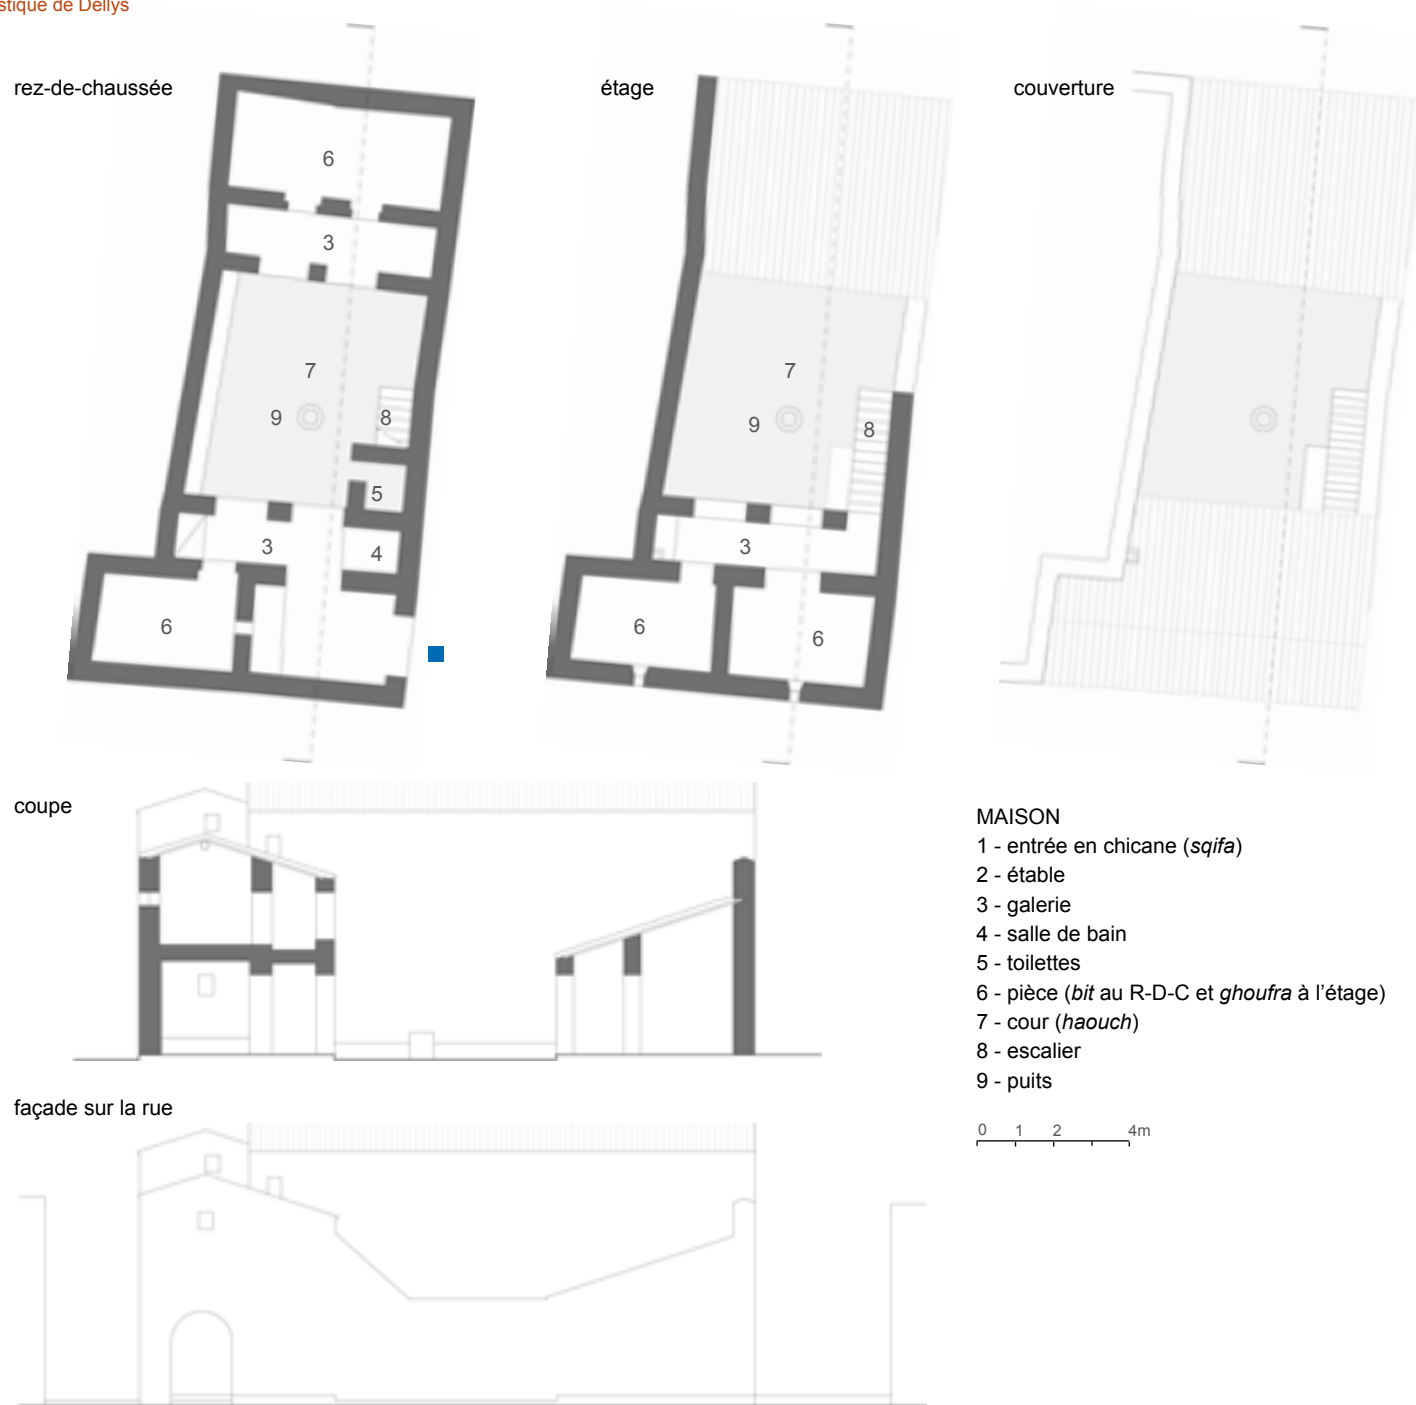 stique de Dellys
rez-de-chaussée
étage
couverture
6
3
7
9
8
5
3
4
6
7
9
8
3
6
6
coupe
MAISON
1 - entrée en chicane (sqifa)
2 - étable
3 - galerie
4 - salle de bain
5 - toilettes
6 - pièce (bit au R-D-C et ghoufra à l’étage)
7 - cour (haouch)
8 - escalier
9 - puits
façade sur la rue
0 1 2 4m